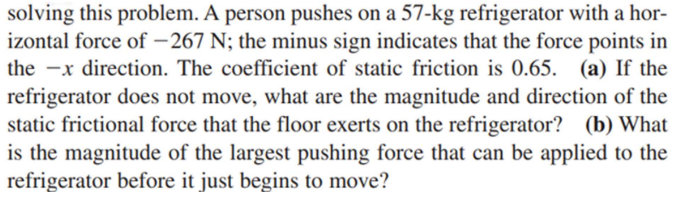 solving this problem. A person pushes on a 57-kg refrigerator with a hor-
izontal force of −267 N; the minus sign indicates that the force points in
the −x direction. The coefficient of static friction is 0.65. (a) If the
refrigerator does not move, what are the magnitude and direction of the
static frictional force that the floor exerts on the refrigerator? (b) What
is the magnitude of the largest pushing force that can be applied to the
refrigerator before it just begins to move?